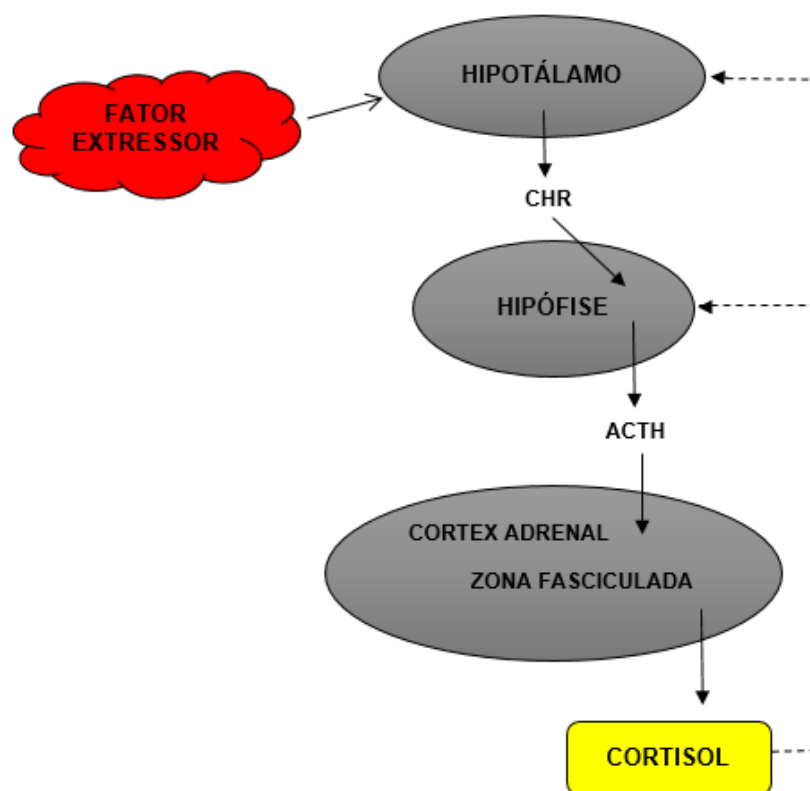 HIPOTÁLAMO
FATOR
EXTRESSOR
CHR
HIPÓFISE
ACTH
CORTEX ADRENAL
ZONA FASCICULADA
CORTISOL